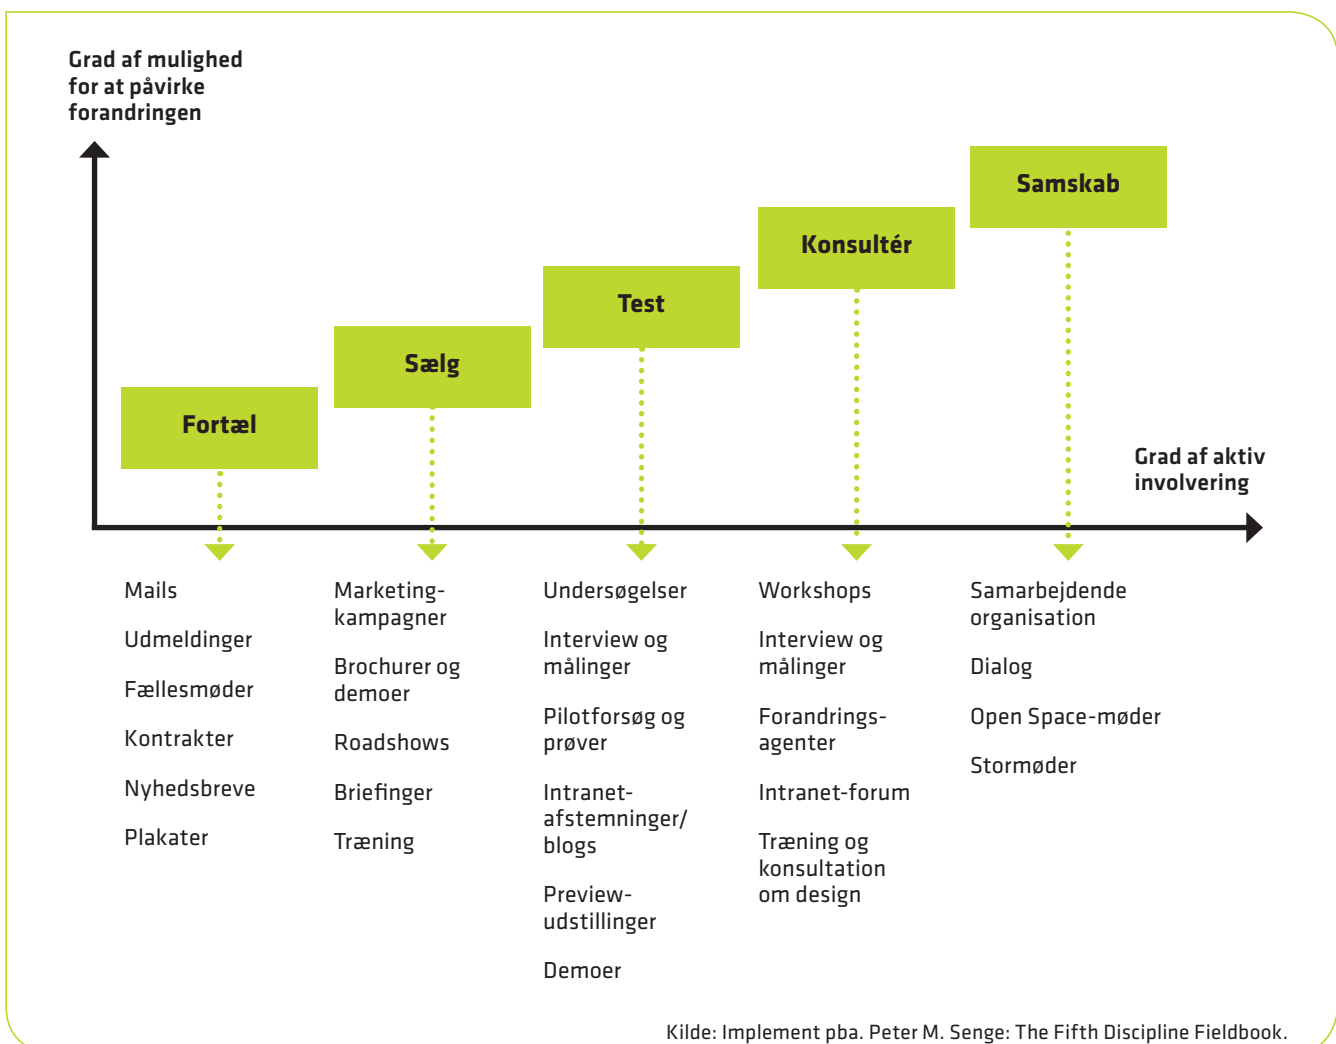 Grad af mulighed
for at påvirke
forandringen
Samskab
Konsultér
Test
Sælg
Fortæl
Grad af aktiv
involvering
Mails
Udmeldinger
Fællesmøder
Kontrakter
Nyhedsbreve
Plakater
Marketing-
kampagner
Brochurer og
demoer
Roadshows
Briefinger
Træning
Undersøgelser
Interview og
målinger
Pilotforsøg og
prøver
Intranet-
afstemninger/
blogs
Preview-
udstillinger
Demoer
Workshops
Interview og
målinger
Forandrings-
agenter
Intranet-forum
Træning og
konsultation
om design
Samarbejdende
organisation
Dialog
Open Space-møder
Stormøder
Kilde: Implement pba. Peter M. Senge: The Fifth Discipline Fieldbook.